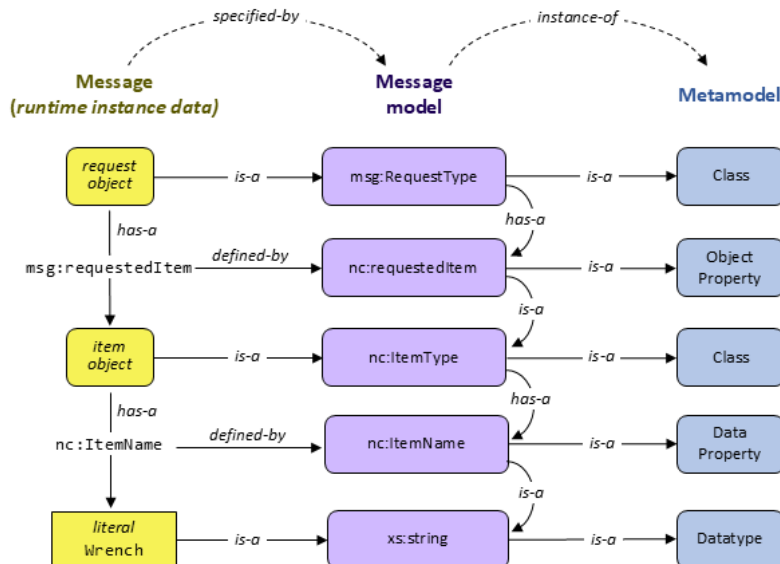 specified-by
instance-of
Message
(runtime instance data)
Message
model
Metamodel
request
object
is-a
msg:RequestType
is-a
Class
has-a
has-a
msg:requestedItem
defined-by
nc:requestedItem
is-a
Object
Property
is-a
item
object
is-a
nc:ItemType
is-a
Class
has-a
has-a
nc:ItemName
defined-by
nc:ItemName
is-a
Data
Property
is-a
literal
Wrench
is-a
xs:string
is-a
Datatype